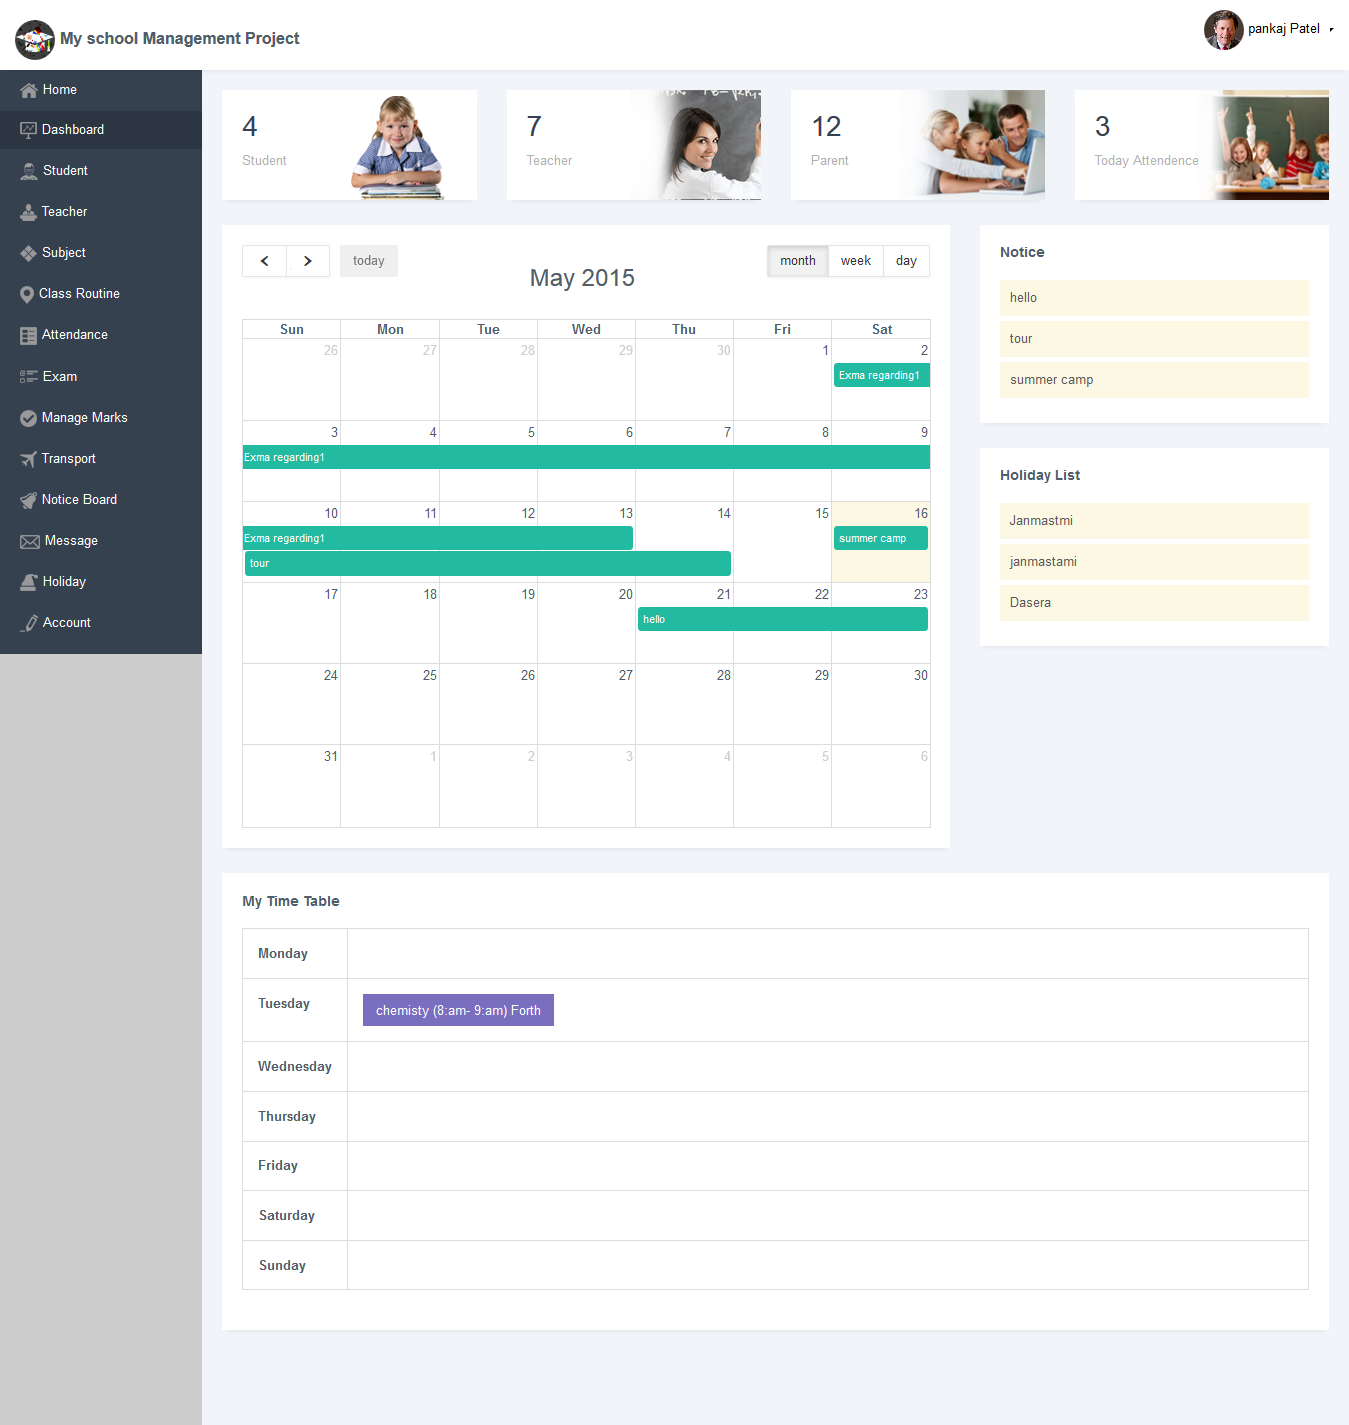 My school Management Project
pankaj Patel
Home
Dashboard
Student
Teacher
Subject
Class Routine
Attendance
Exam
Manage Marks
Transport
Notice Board
Message
Holiday
Account
4
Student
7
Teacher
12
Parent
3
Today Attendence
today
May 2015
month week day
Sun Mon Tue Wed Thu Fri Sat
26 27 28 29 30 1 2
Exma regarding1
3 4 5 6 7 8 9
Exma regarding1
10 11 12 13 14 15 16
Exma regarding1 summer camp
tour
17 18 19 20 21 22 23
hello
24 25 26 27 28 29 30
31 1 2 3 4 5 6
Notice
hello
tour
summer camp
Holiday List
Janmastmi
janmastami
Dasera
My Time Table
Monday
Tuesday chemisty (8:am- 9:am) Forth
Wednesday
Thursday
Friday
Saturday
Sunday